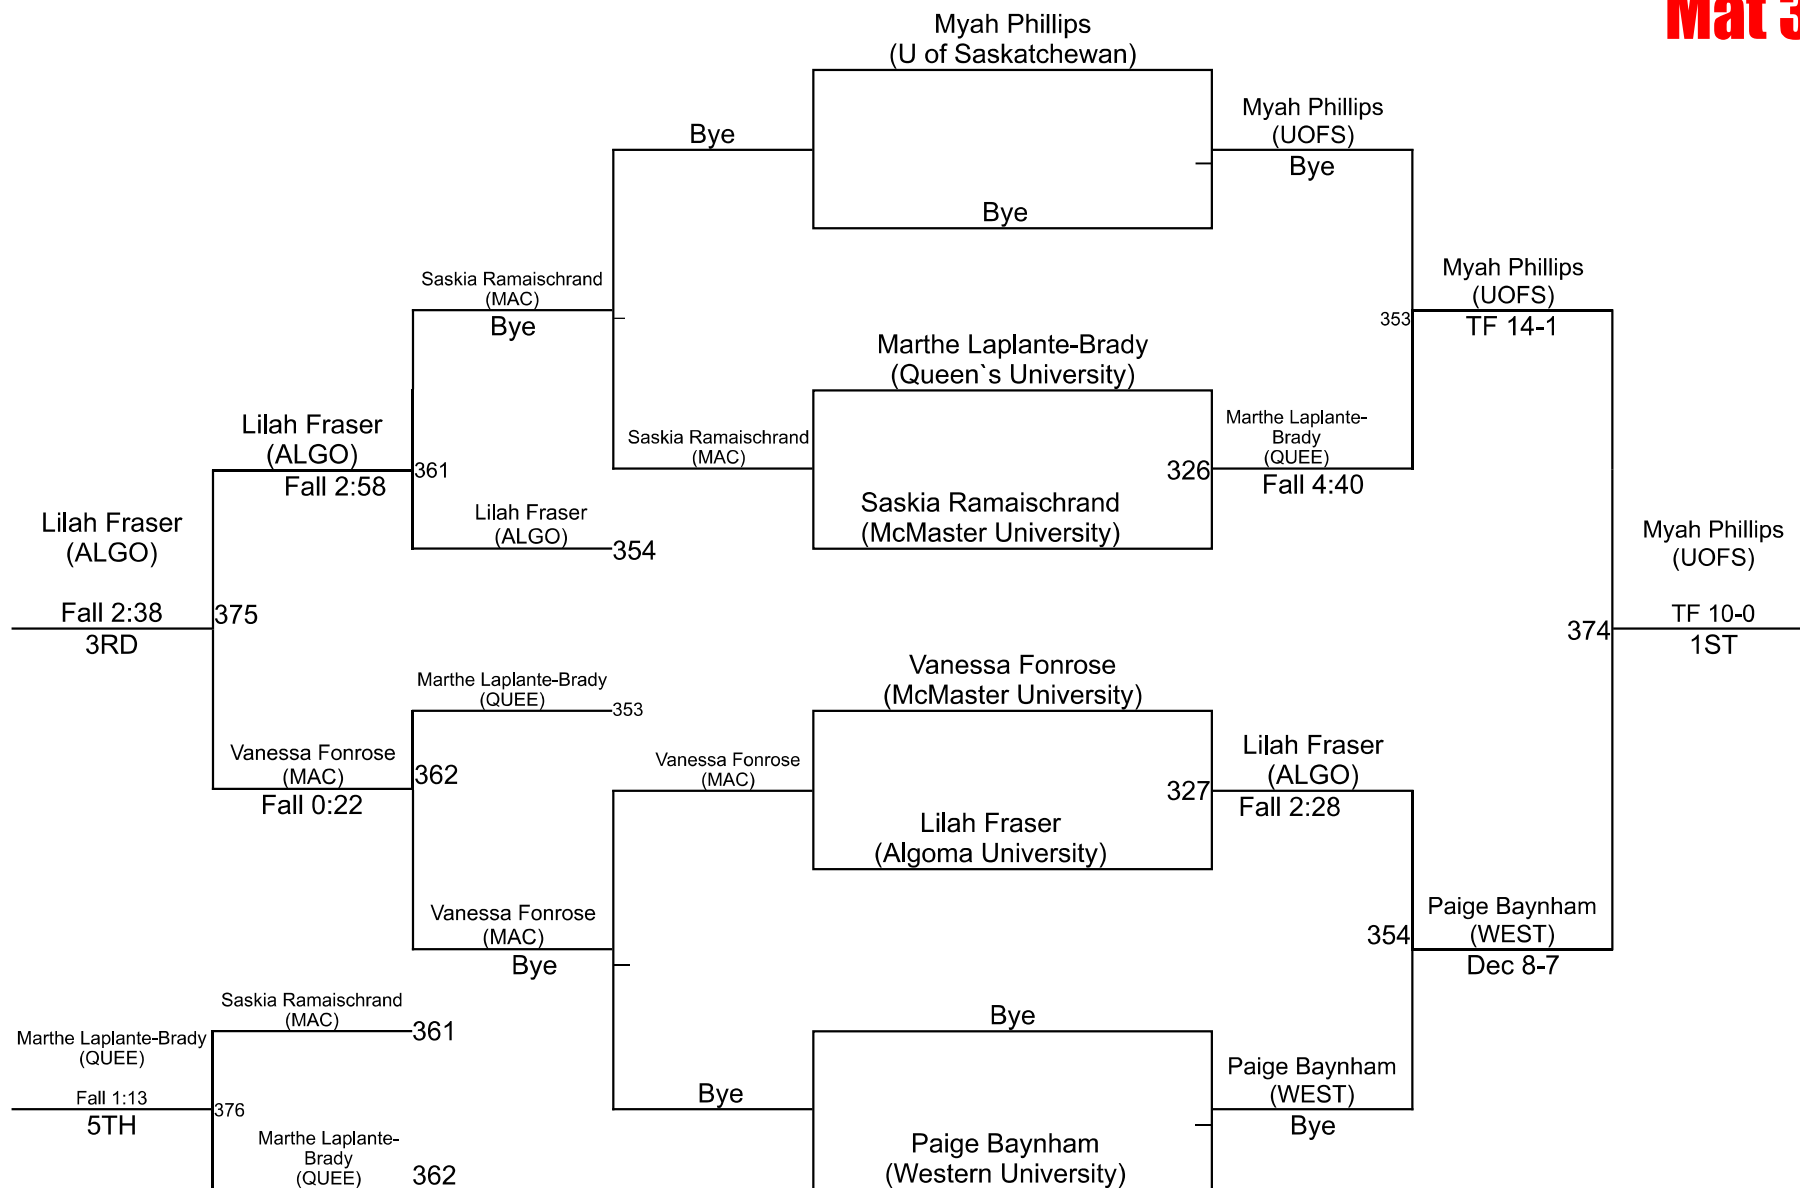 Mat 3
Myah Phillips
(U of Saskatchewan)
Bye
Myah Phillips
(UOFS)
Bye
Bye
Saskia Ramaischrand
(MAC)
Bye
Myah Phillips
(UOFS)
353
TF 14-1
Marthe Laplante-Brady
(Queen`s University)
Lilah Fraser
(ALGO)
361
Fall 2:58
Saskia Ramaischrand
(MAC)
Marthe Laplante-
Brady
(QUEE)
326
Fall 4:40
Saskia Ramaischrand
(McMaster University)
Lilah Fraser
(ALGO)
354
Lilah Fraser
(ALGO)
Fall 2:38
375
3RD
Myah Phillips
(UOFS)
TF 10-0
374
1ST
Marthe Laplante-Brady
(QUEE)
353
Vanessa Fonrose
(McMaster University)
Vanessa Fonrose
(MAC)
362
Fall 0:22
Vanessa Fonrose
(MAC)
327
Lilah Fraser
(ALGO)
Fall 2:28
Lilah Fraser
(Algoma University)
Vanessa Fonrose
(MAC)
Bye
Paige Baynham
(WEST)
354
Dec 8-7
Saskia Ramaischrand
(MAC)
361
Marthe Laplante-Brady
(QUEE)
Fall 1:13
376
5TH
Bye
Bye
Paige Baynham
(WEST)
Bye
Marthe Laplante-
Brady
(QUEE)
362
Paige Baynham
(Western University)